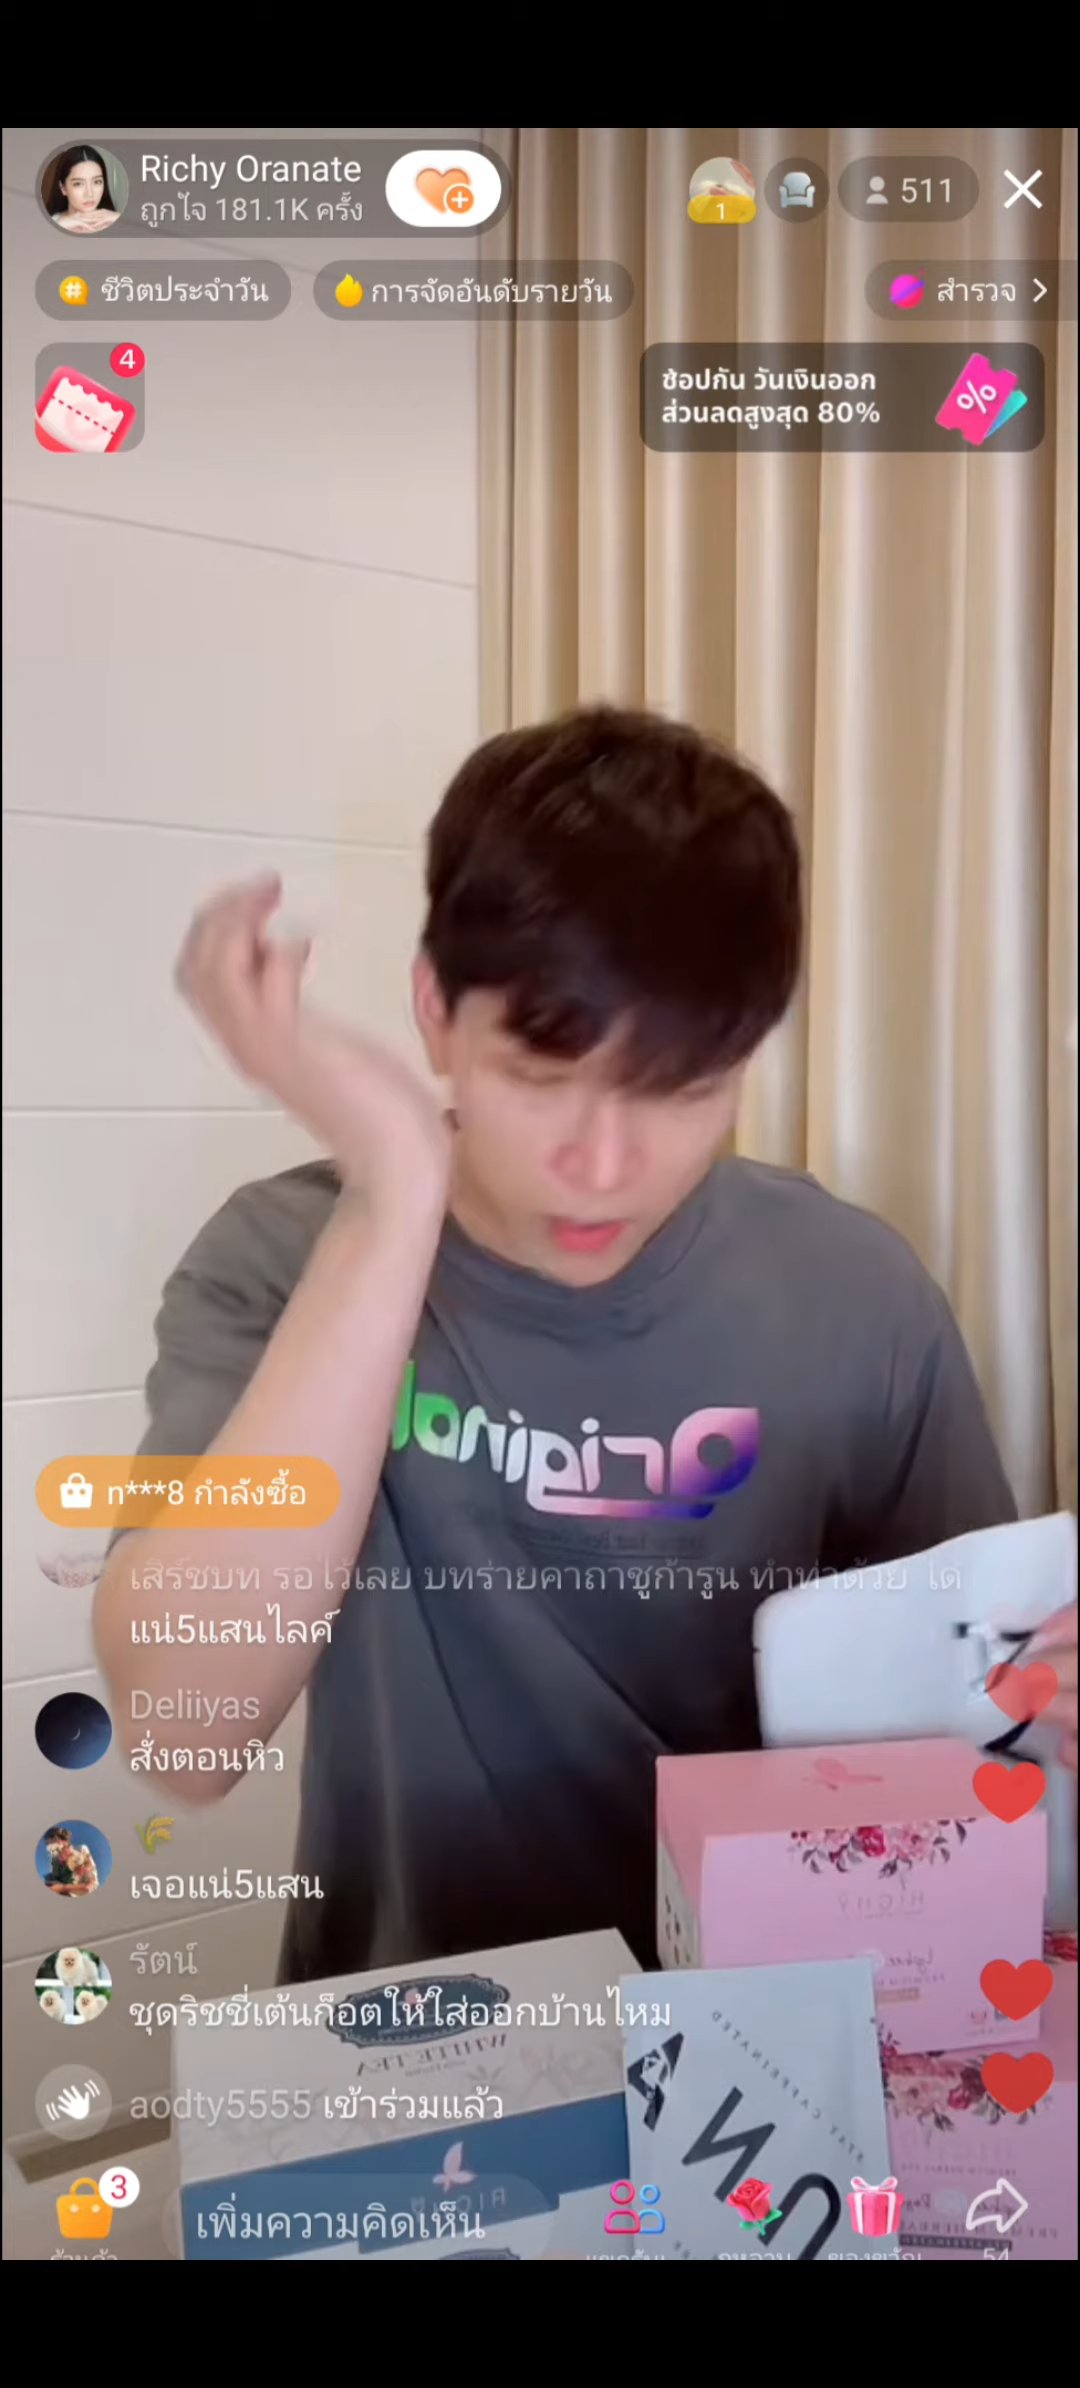 Richy Oranate
ถูกใจ 181.1K ครั้ง
1
511
ชีวิตประจำวัน
การจัดอันดับรายวัน
สำรวจ
4
ช้อปกัน วันเงินออก
ส่วนลดสูงสุด 80%
Original
n***8 กำลังซื้อ
เสิร์ชบท รอไว้เลย บทร่ายคาถาชูก้ารูน ทำท่าด้วย ได้
แน่5แสนไลค์
Deliiyas
สั่งตอนหิว
เจอแน่5แสน
รัตน์
ชุดริชชี่เต้นก็อตให้ใส่ออกบ้านไหม
WHITE TEA
STAY CAFFEINATED
aodty5555 เข้าร่วมแล้ว
3
เพิ่มความคิดเห็น
54